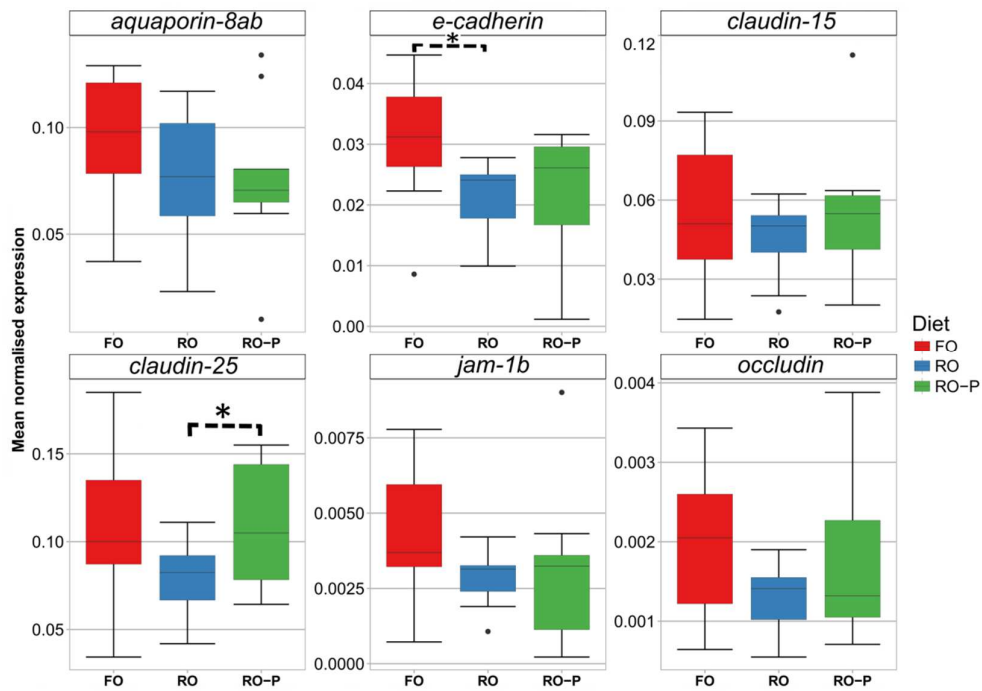 aquaporin-8ab
e-cadherin
claudin-15
0.10
0.05
*
0.04
0.03
0.02
0.01
0.00
0.12
0.09
0.06
0.03
FO RO RO-P
FO RO RO-P
FO RO RO-P
Mean normalised expression
claudin-25
jam-1b
occludin
*
0.15
0.10
0.05
0.0075
0.0050
0.0025
0.0000
0.004
0.003
0.002
0.001
FO RO RO-P
FO RO RO-P
FO RO RO-P
Diet
FO
RO
RO-P